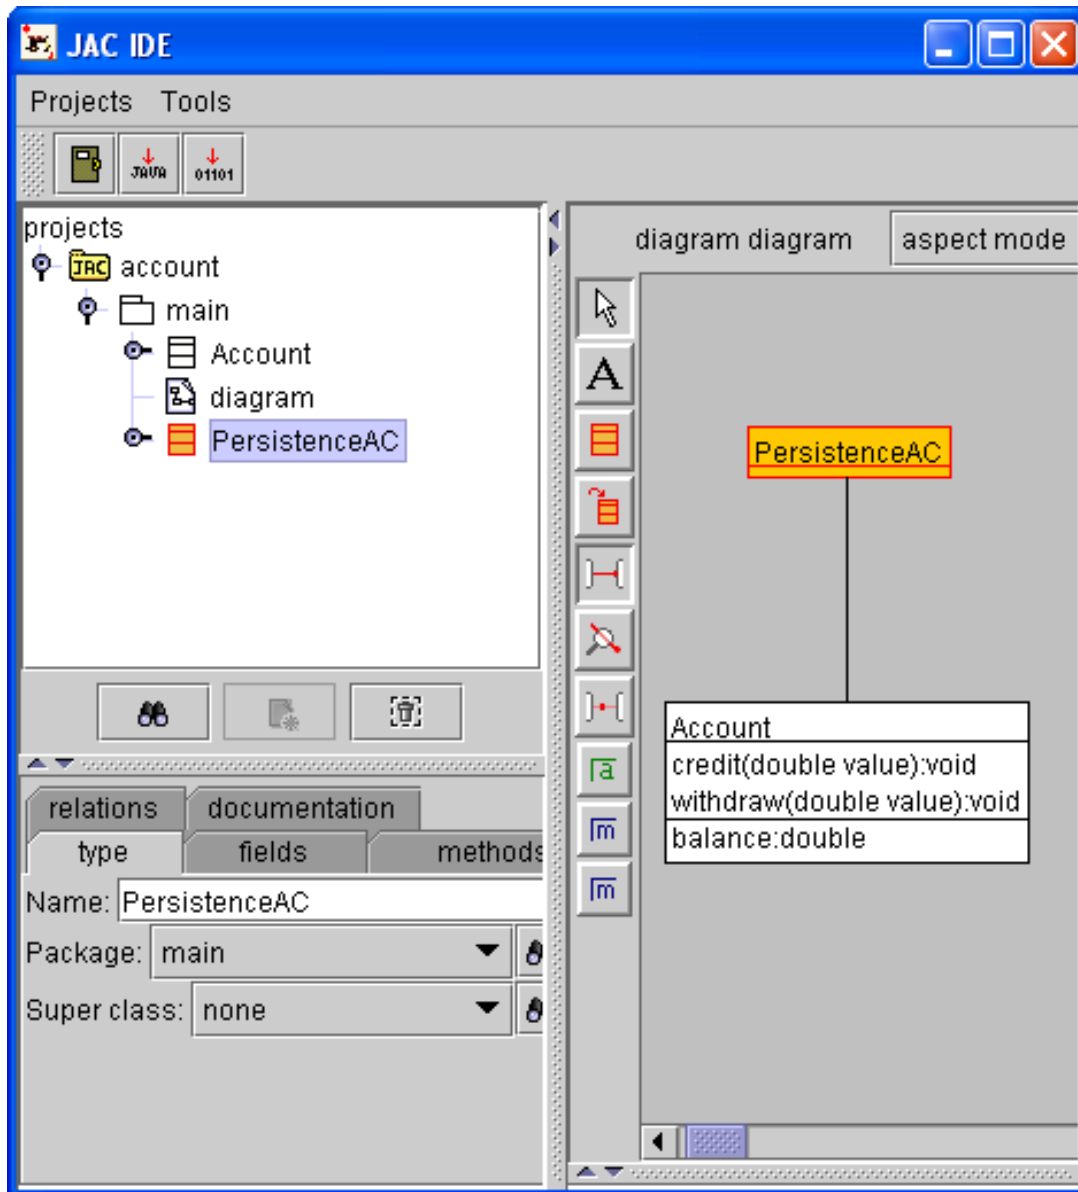 JAC IDE
Projects Tools
JAVA 01101
projects
JAC account
main
Account
diagram
PersistenceAC
relations documentation
type fields methods
Name: PersistenceAC
Package: main
Super class: none
diagram diagram aspect mode
A
a
m
m
PersistenceAC
Account
credit(double value):void
withdraw(double value):void
balance:double